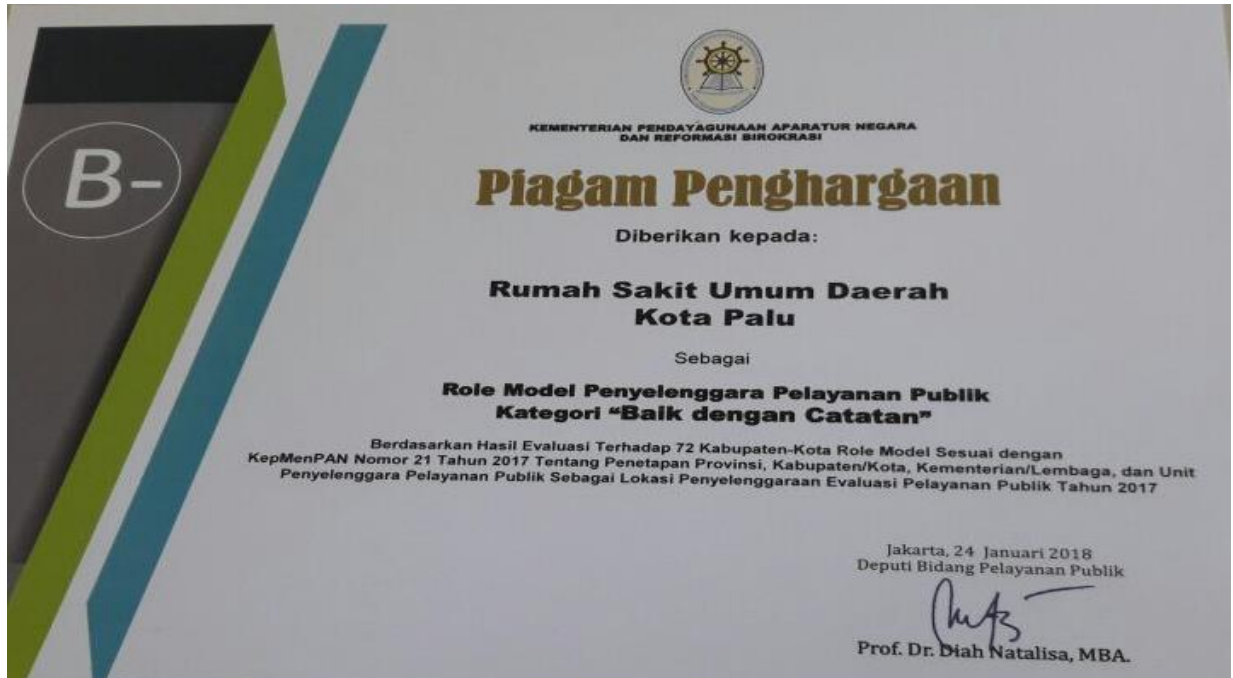 B-
KEMENTERIAN PENDAYAGUNAAN APARATUR NEGARA
DAN REFORMASI BIROKRASI
Piagam Penghargaan
Diberikan kepada:
Rumah Sakit Umum Daerah
Kota Palu
Sebagai
Role Model Penyelenggara Pelayanan Publik
Kategori “Baik dengan Catatan”
Berdasarkan Hasil Evaluasi Terhadap 72 Kabupaten-Kota Role Model Sesuai dengan
KepMenPAN Nomor 21 Tahun 2017 Tentang Penetapan Provinsi, Kabupaten/Kota, Kementerian/Lembaga, dan Unit
Penyelenggara Pelayanan Publik Sebagai Lokasi Penyelenggaraan Evaluasi Pelayanan Publik Tahun 2017
Jakarta, 24 Januari 2018
Deputi Bidang Pelayanan Publik
Prof. Dr. Diah Natalisa, MBA.